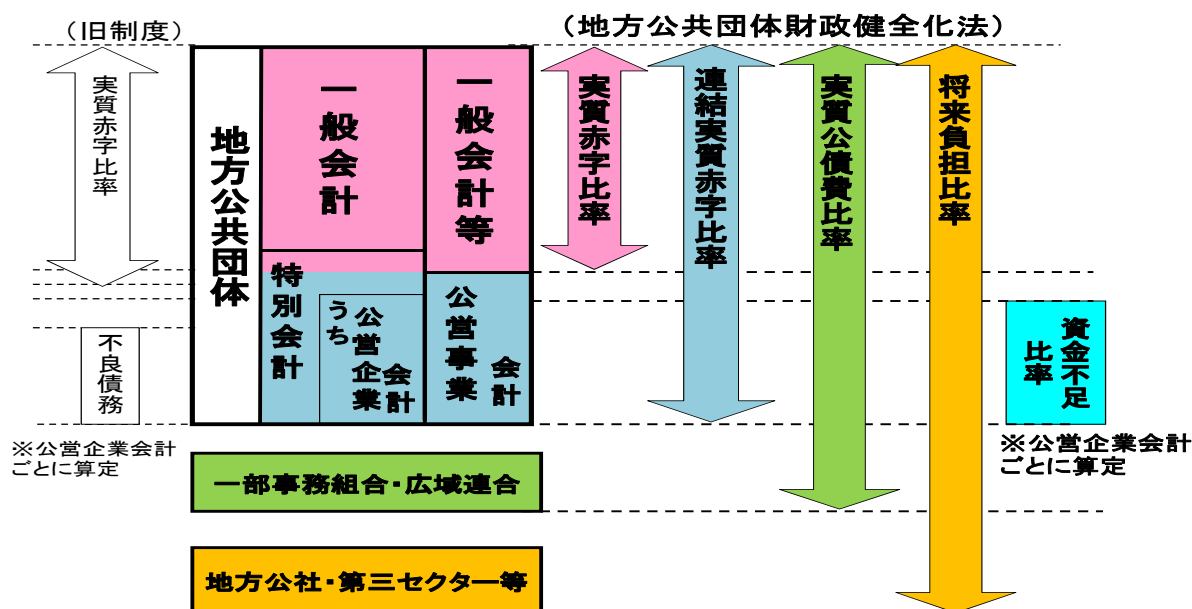 （旧制度）
（地方公共団体財政健全化法）
実質赤字比率
地方公共団体
一般会計
一般会計等
実質赤字比率
連結実質赤字比率
実質公債費比率
将来負担比率
特別会計
うち
公営企業
会計
公営事業
会計
不良債務
資金不足
比率
※公営企業会計
ごとに算定
※公営企業会計
ごとに算定
一部事務組合・広域連合
地方公社・第三セクター等